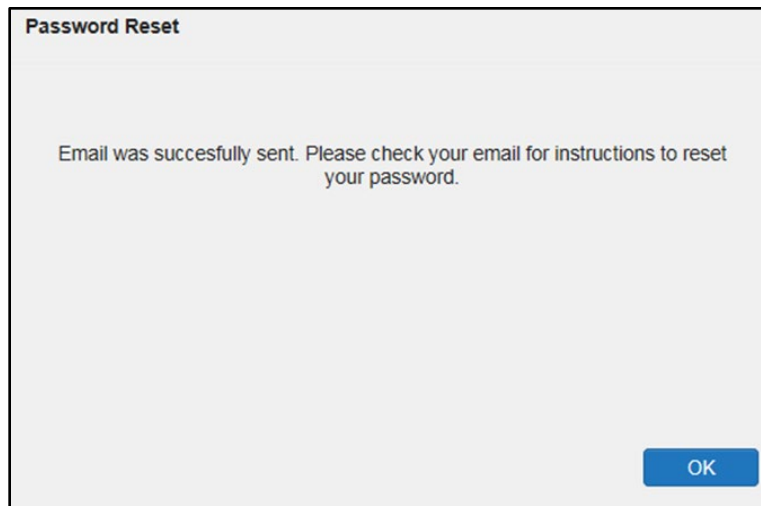 Password Reset
Email was succesfully sent. Please check your email for instructions to reset
your password.
OK